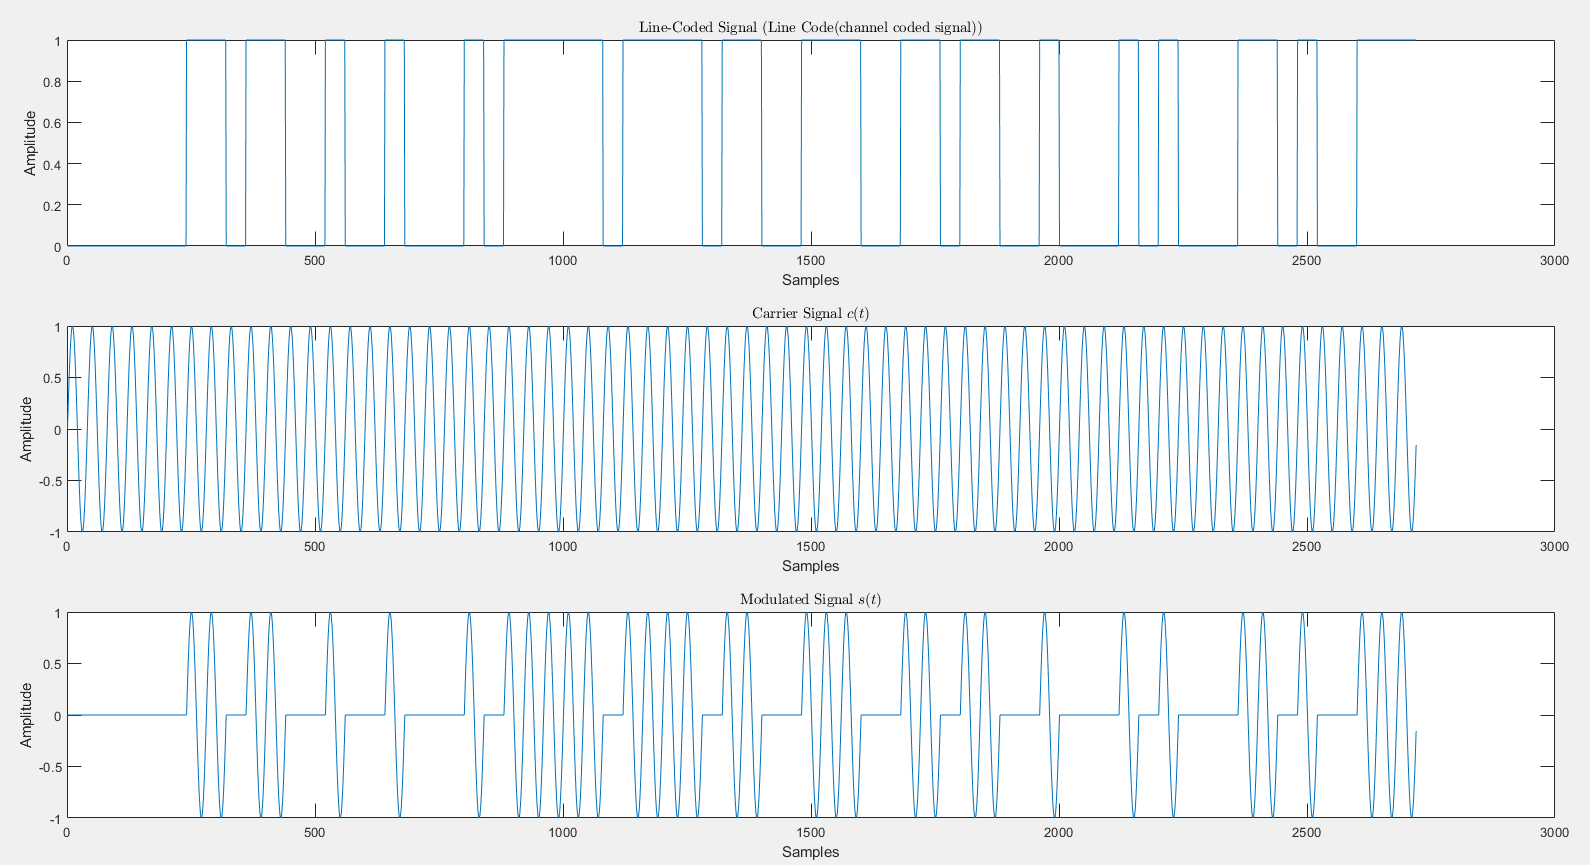 Line-Coded Signal (Line Code(channel coded signal))
1
0.8
0.6
0.4
0.2
0
Amplitude
0 500 1000 1500 2000 2500 3000
Samples
Carrier Signal c(t)
1
0.5
0
-0.5
-1
Amplitude
0 500 1000 1500 2000 2500 3000
Samples
Modulated Signal s(t)
1
0.5
0
-0.5
-1
Amplitude
0 500 1000 1500 2000 2500 3000
Samples